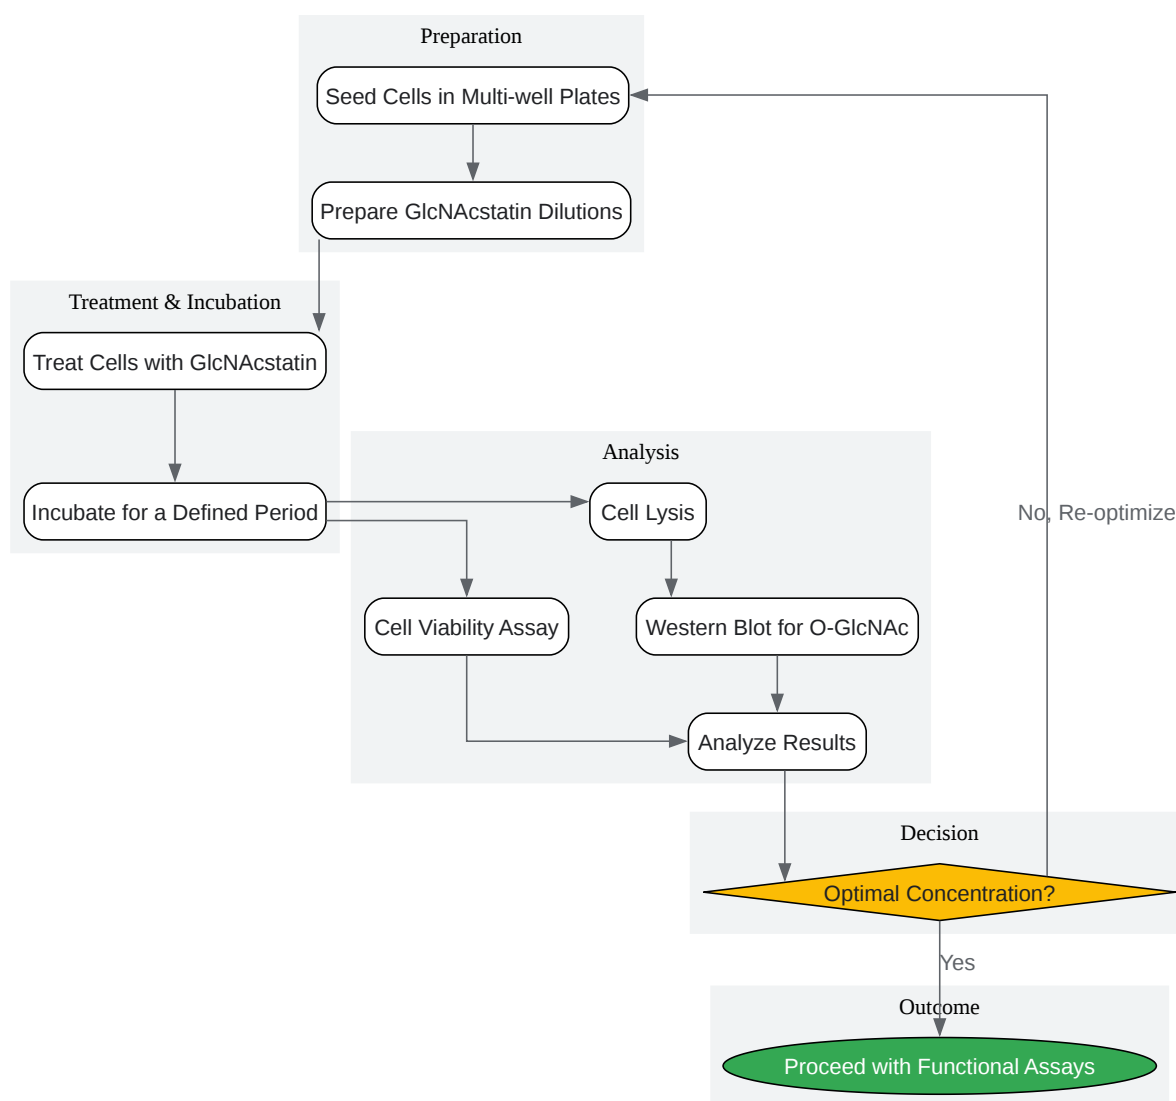 Preparation
Seed Cells in Multi-well Plates
Prepare GlcNAcstatin Dilutions
Treatment & Incubation
Treat Cells with GlcNAcstatin
Incubate for a Defined Period
Analysis
Cell Lysis
No, Re-optimize
Cell Viability Assay
Western Blot for O-GlcNAc
Analyze Results
Decision
Optimal Concentration?
Yes
Outcome
Proceed with Functional Assays